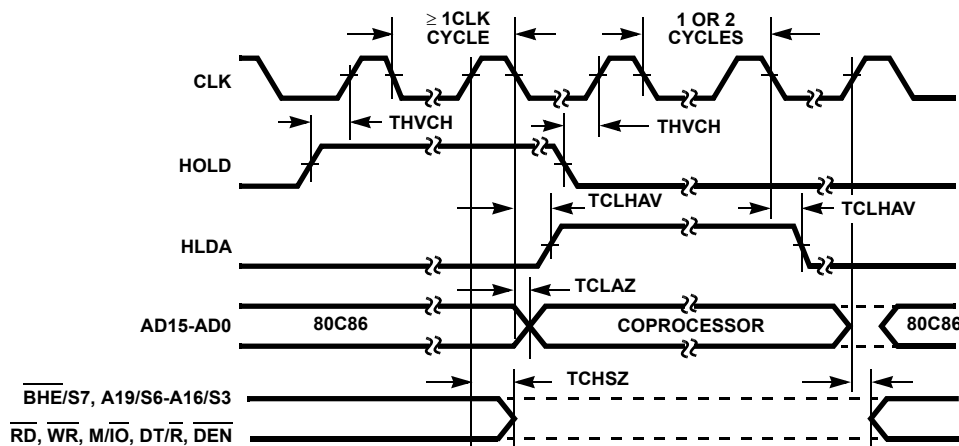 ≥ 1CLK
CYCLE
1 OR 2
CYCLES
CLK
THVCH
THVCH
HOLD
TCLHAV
TCLHAV
HLDA
TCLAZ
AD15-AD0
80C86
COPROCESSOR
80C86
TCHSZ
BHE/S7, A19/S6-A16/S3
RD, WR, M/IO, DT/R, DEN